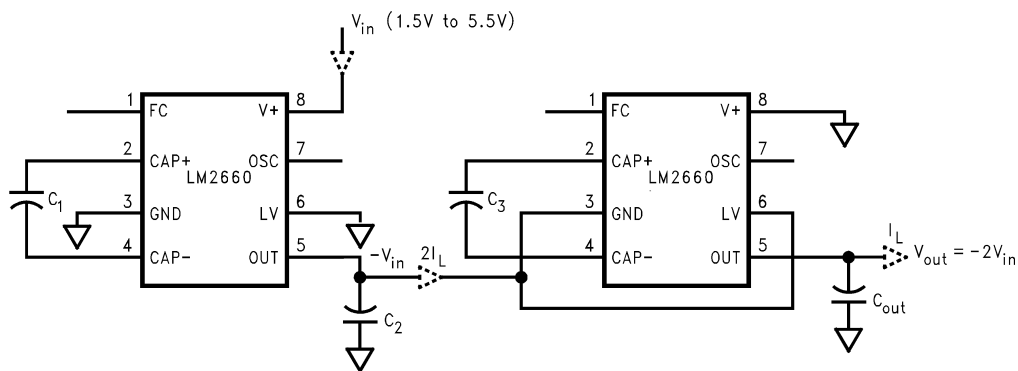 V_in (1.5V to 5.5V)
1 FC V+ 8
2 CAP+ OSC 7
LM2660
C_1
3 GND LV 6
4 CAP- OUT 5
-V_in
2I_L
C_2
1 FC V+ 8
2 CAP+ OSC 7
LM2660
C_3
3 GND LV 6
4 CAP- OUT 5
I_L
V_out = -2V_in
C_out